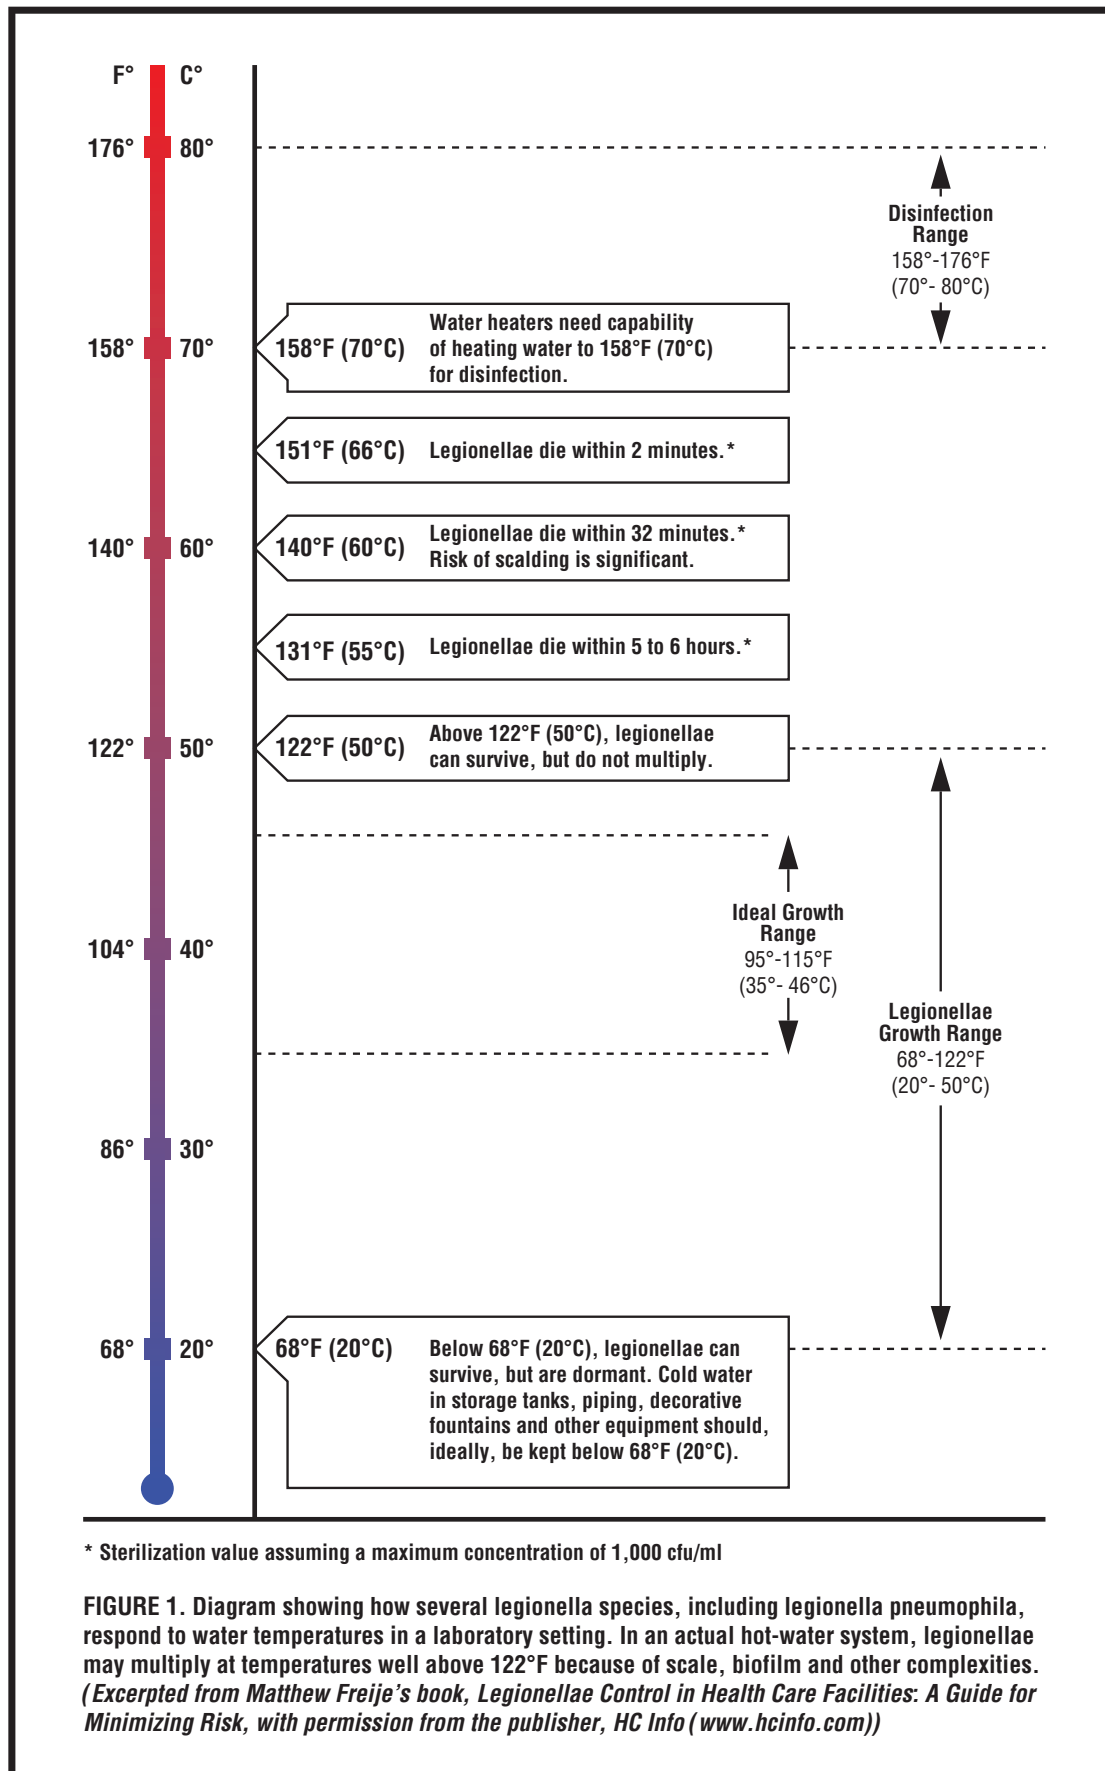 F° C°
176° 80°
Disinfection
Range
158°-176°F
(70°- 80°C)
158° 70°
158°F (70°C)
Water heaters need capability
of heating water to 158°F (70°C)
for disinfection.
151°F (66°C) Legionellae die within 2 minutes.*
140° 60°
140°F (60°C)
Legionellae die within 32 minutes.*
Risk of scalding is significant.
131°F (55°C) Legionellae die within 5 to 6 hours.*
122° 50°
122°F (50°C)
Above 122°F (50°C), legionellae
can survive, but do not multiply.
Ideal Growth
Range
95°-115°F
(35°- 46°C)
104° 40°
Legionellae
Growth Range
68°-122°F
(20°- 50°C)
86° 30°
68° 20°
68°F (20°C)
Below 68°F (20°C), legionellae can
survive, but are dormant. Cold water
in storage tanks, piping, decorative
fountains and other equipment should,
ideally, be kept below 68°F (20°C).
* Sterilization value assuming a maximum concentration of 1,000 cfu/ml
FIGURE 1. Diagram showing how several legionella species, including legionella pneumophila,
respond to water temperatures in a laboratory setting. In an actual hot-water system, legionellae
may multiply at temperatures well above 122°F because of scale, biofilm and other complexities.
(Excerpted from Matthew Freije's book, Legionellae Control in Health Care Facilities: A Guide for
Minimizing Risk, with permission from the publisher, HC Info (www.hcinfo.com))